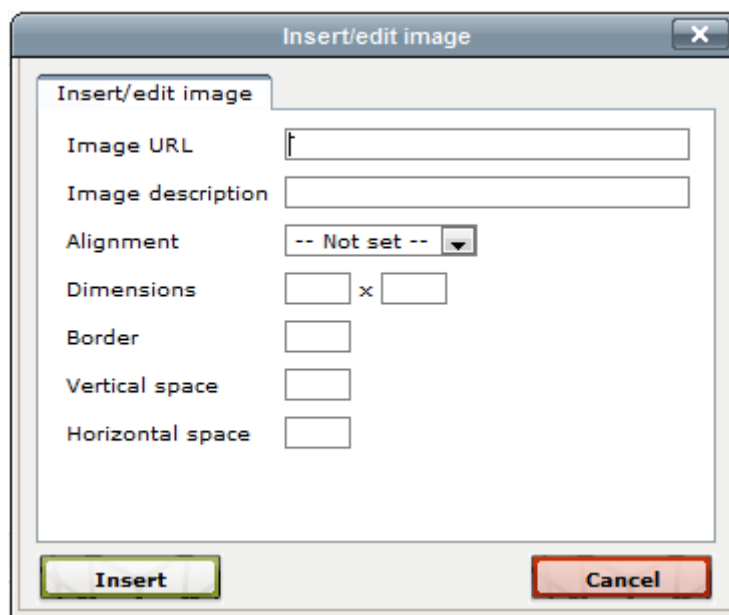 Insert/edit image
Insert/edit image
Image URL
Image description
Alignment -- Not set --
Dimensions x
Border
Vertical space
Horizontal space
Insert Cancel